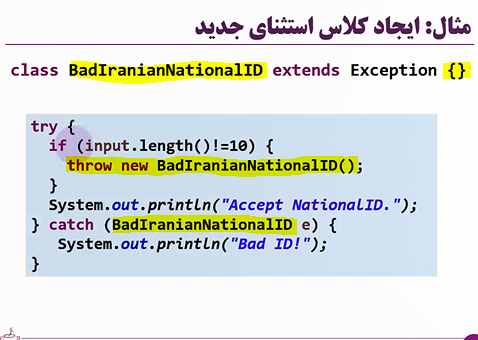 مثال: ایجاد کلاس استثنای جدید
class BadIranianNationalID extends Exception {}
try {
if (input.length()!=10) {
throw new BadIranianNationalID();
}
System.out.println("Accept NationalID.");
} catch (BadIranianNationalID e) {
System.out.println("Bad ID!");
}